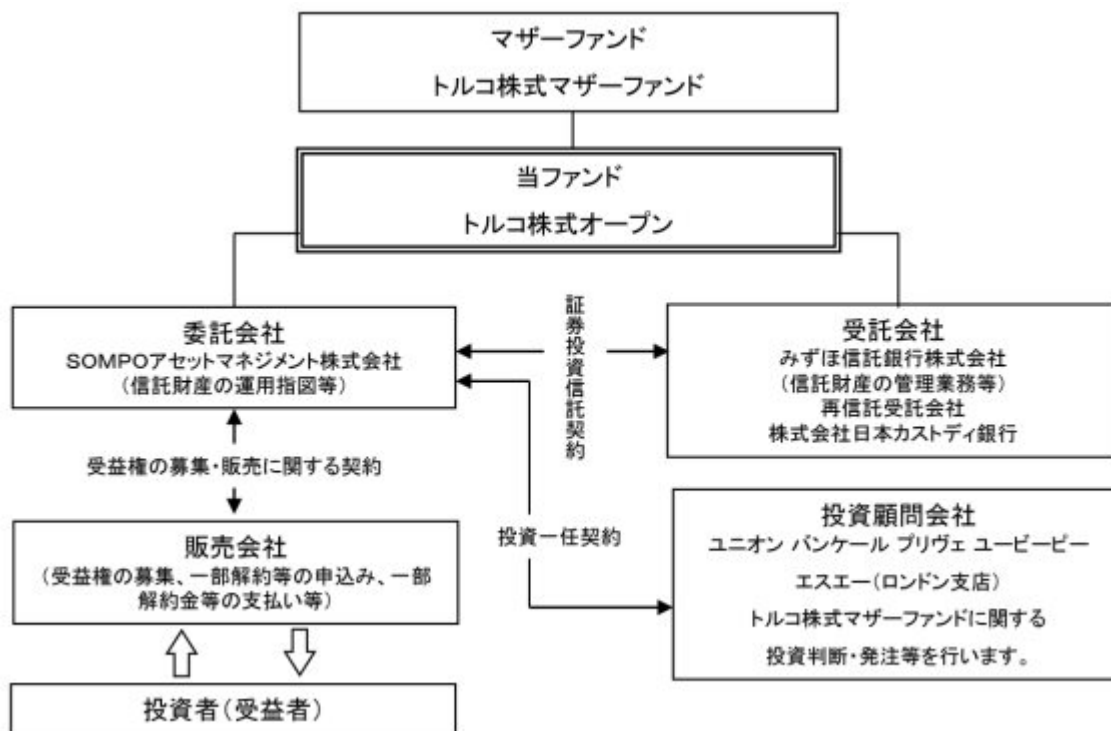 マザーファンド
トルコ株式マザーファンド
当ファンド
トルコ株式オープン
委託会社
SOMPOアセットマネジメント株式会社
(信託財産の運用指図等)
証券投資信託契約
受託会社
みずほ信託銀行株式会社
(信託財産の管理業務等)
再信託受託会社
株式会社日本カストディ銀行
受益権の募集・販売に関する契約
投資一任契約
販売会社
(受益権の募集、一部解約等の申込み、一部
解約金等の支払い等)
投資顧問会社
ユニオン バンケール プリヴェ ユービーピー
エスエー(ロンドン支店)
トルコ株式マザーファンドに関する
投資判断・発注等を行います。
投資者(受益者)